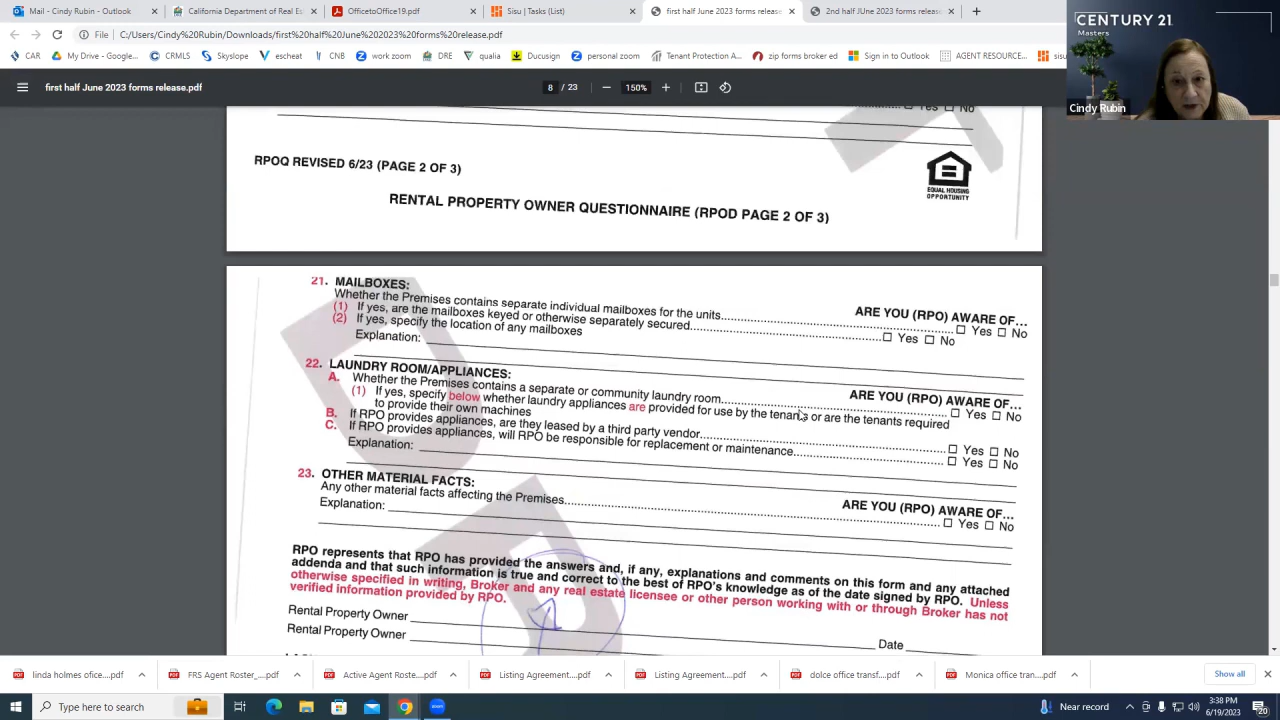 Mail - Cindy Rubin - Outlook
California Department of Real Es
OfficetoOffice19.pdf
Sisu | Tasks (List)
first half June 2023 forms release
2nd half JUne 2023 forms release
File
C:/Users/Cindy%20Rubin/Downloads/first%20half%20June%202023%20forms%20release.pdf
CAR
My Drive - Google...
CRMLS
Skyslope
escheat
CNB
work zoom
DRE
qualia
Docusign
personal zoom
Tenant Protection A...
zip forms broker ed
Sign in to Outlook
AGENT RESOURCE...
sisu
CENTURY 21
Masters
Cindy Rubin
first half June 2023 forms release.pdf
8 / 23
150%
Yes No
RPOQ REVISED 6/23 (PAGE 2 OF 3)
EQUAL HOUSING
OPPORTUNITY
RENTAL PROPERTY OWNER QUESTIONNAIRE (RPOD PAGE 2 OF 3)
21. MAILBOXES:
ARE YOU (RPO) AWARE OF...
Whether the Premises contains separate individual mailboxes for the units Yes No
(1) If yes, are the mailboxes keyed or otherwise separately secured Yes No
(2) If yes, specify the location of any mailboxes
Explanation:
22. LAUNDRY ROOM/APPLIANCES:
ARE YOU (RPO) AWARE OF...
A. Whether the Premises contains a separate or community laundry room Yes No
(1) If yes, specify below whether laundry appliances are provided for use by the tenants or are the tenants required
to provide their own machines
B. If RPO provides appliances, are they leased by a third party vendor Yes No
C. If RPO provides appliances, will RPO be responsible for replacement or maintenance Yes No
Explanation:
23. OTHER MATERIAL FACTS:
ARE YOU (RPO) AWARE OF...
Any other material facts affecting the Premises Yes No
Explanation:
RPO represents that RPO has provided the answers and, if any, explanations and comments on this form and any attached
addenda and that such information is true and correct to the best of RPO's knowledge as of the date signed by RPO. Unless
otherwise specified in writing, Broker and any real estate licensee or other person working with or through Broker has not
verified information provided by RPO.
Rental Property Owner
Date
Rental Property Owner
linda holmes ofice....pdf
FRS Agent Roster_....pdf
Active Agent Roste...pdf
Listing Agreement....pdf
Listing Agreement....pdf
dolce office transf....pdf
Monica office tran....pdf
Show all
Type here to search
zoom
Near record
3:38 PM
6/19/2023
20